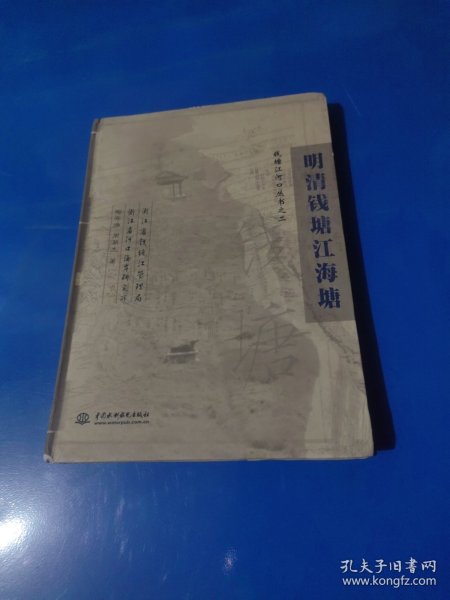 明清钱塘江海塘
钱塘江河口丛书之二
浙江省钱塘江管理局
浙江省河口海岸研究所
著
塘
中国水利水电出版社
www.waterpub.com.cn
孔夫子旧书网
www.kongfz.com